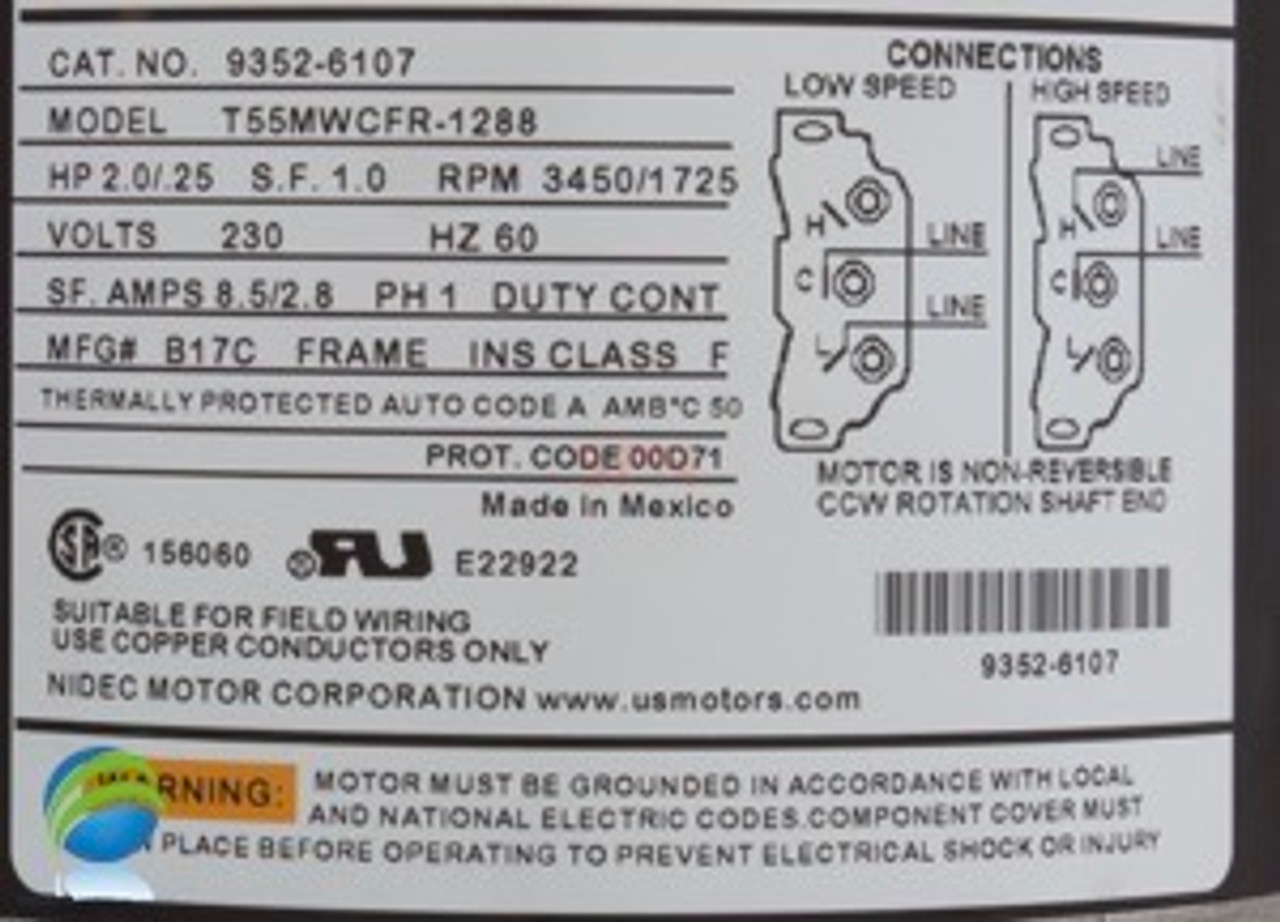 CAT. NO. 9352-6107
MODEL T55MWCFR-1288
HP 2.0/.25 S.F. 1.0 RPM 3450/1725
VOLTS 230 HZ 60
SF. AMPS 8.5/2.8 PH 1 DUTY CONT
MFG# B17C FRAME INS CLASS F
THERMALLY PROTECTED AUTO CODE A AMB°C 50
PROT. CODE 00D71
Made in Mexico
CONNECTIONS
LOW SPEED
H
C
L
LINE
LINE
HIGH SPEED
H
C
L
LINE
LINE
MOTOR IS NON-REVERSIBLE
CCW ROTATION SHAFT END
SA® 156060 ®RU E22922
SUITABLE FOR FIELD WIRING
USE COPPER CONDUCTORS ONLY
NIDEC MOTOR CORPORATION www.usmotors.com
9352-6107
WARNING: MOTOR MUST BE GROUNDED IN ACCORDANCE WITH LOCAL
AND NATIONAL ELECTRIC CODES.COMPONENT COVER MUST
PLACE BEFORE OPERATING TO PREVENT ELECTRICAL SHOCK OR INJURY